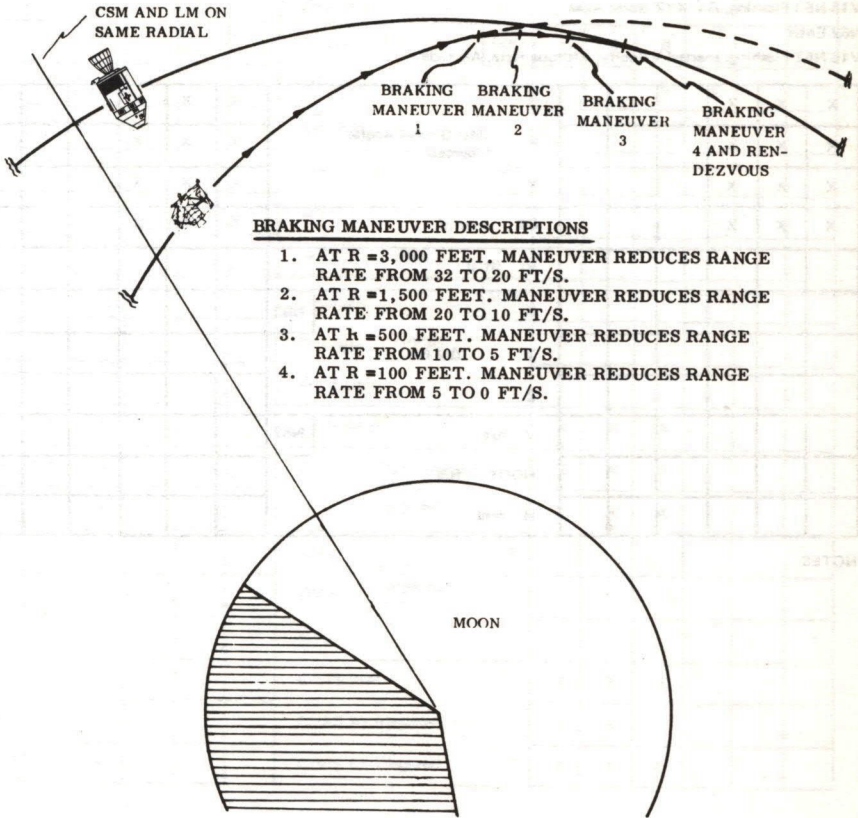 CSM AND LM ON
SAME RADIAL
BRAKING
MANEUVER
1
BRAKING
MANEUVER
2
BRAKING
MANEUVER
3
BRAKING
MANEUVER
4 AND REN-
DEZVOUS
BRAKING MANEUVER DESCRIPTIONS
1. AT R =3,000 FEET. MANEUVER REDUCES RANGE
RATE FROM 32 TO 20 FT/S.
2. AT R =1,500 FEET. MANEUVER REDUCES RANGE
RATE FROM 20 TO 10 FT/S.
3. AT h =500 FEET. MANEUVER REDUCES RANGE
RATE FROM 10 TO 5 FT/S.
4. AT R =100 FEET. MANEUVER REDUCES RANGE
RATE FROM 5 TO 0 FT/S.
MOON
NOTES